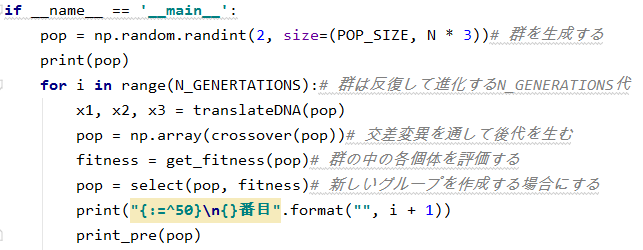 if __name__ == '__main__':
    pop = np.random.randint(2, size=(POP_SIZE, N * 3))# 群を生成する
    print(pop)
    for i in range(N_GENERTATIONS):# 群は反復して進化するN_GENERATIONS代
        x1, x2, x3 = translateDNA(pop)
        pop = np.array(crossover(pop))# 交差変異を通して後代を生む
        fitness = get_fitness(pop)# 群の中の各個体を評価する
        pop = select(pop, fitness)# 新しいグループを作成する場合にする
        print("{:=^50}\n{}番目".format("", i + 1))
        print_pre(pop)